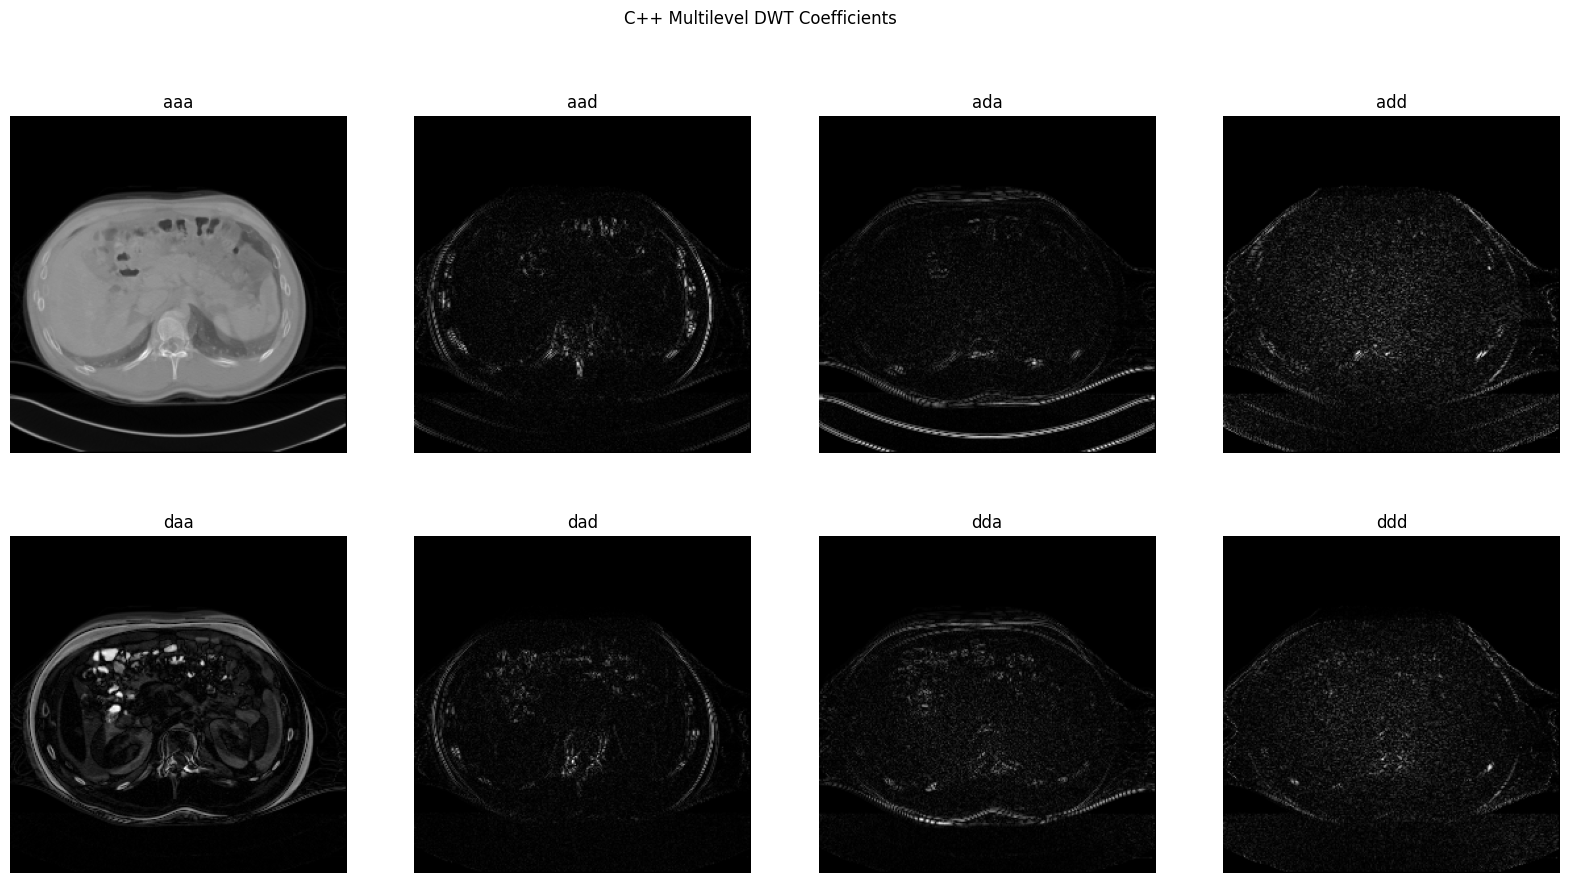 C++ Multilevel DWT Coefficients
aaa
aad
ada
add
daa
dad
dda
ddd